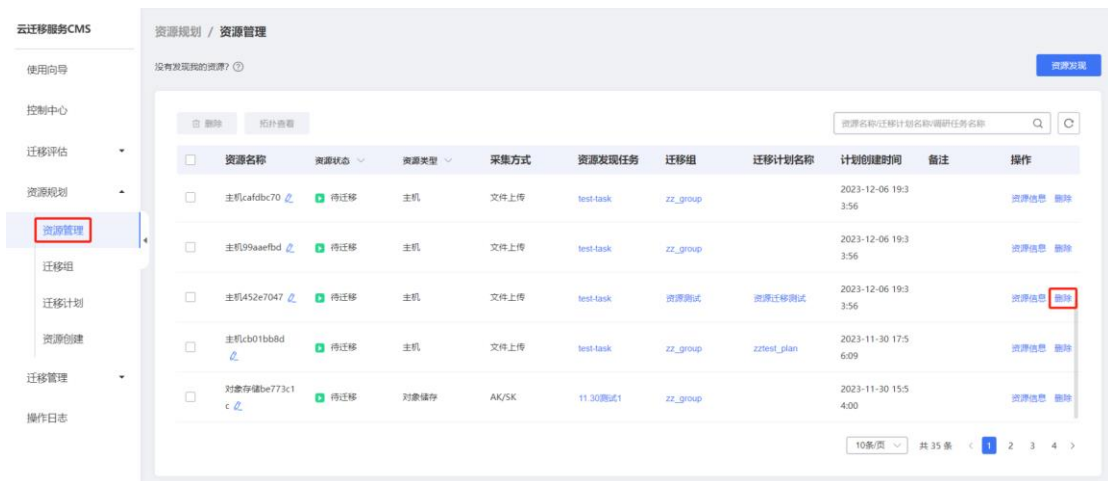 云迁移服务CMS
使用向导
控制中心
迁移评估
资源规划
资源管理
迁移组
迁移计划
资源创建
迁移管理
操作日志
资源规划 / 资源管理
没有发现我的资源?
资源发现
删除 拓扑查看 资源名称/迁移计划名称/调研任务名称
资源名称 资源状态 资源类型 采集方式 资源发现任务 迁移组 迁移计划名称 计划创建时间 备注 操作
主机cafdbc70 待迁移 主机 文件上传 test-task zz_group 2023-12-06 19:3 资源信息 删除
3:56
主机99aaefbd 待迁移 主机 文件上传 test-task zz_group 2023-12-06 19:3 资源信息 删除
3:56
主机452e7047 待迁移 主机 文件上传 test-task 资源测试 资源迁移测试 2023-12-06 19:3 资源信息 删除
3:56
主机cb01bb8d 待迁移 主机 文件上传 test-task zz_group zztest_plan 2023-11-30 17:5 资源信息 删除
6:09
对象存储be773c1 待迁移 对象储存 AK/SK 11.30测试1 zz_group 2023-11-30 15:5 资源信息 删除
c 4:00
10条/页 共 35 条 < 1 2 3 4 >